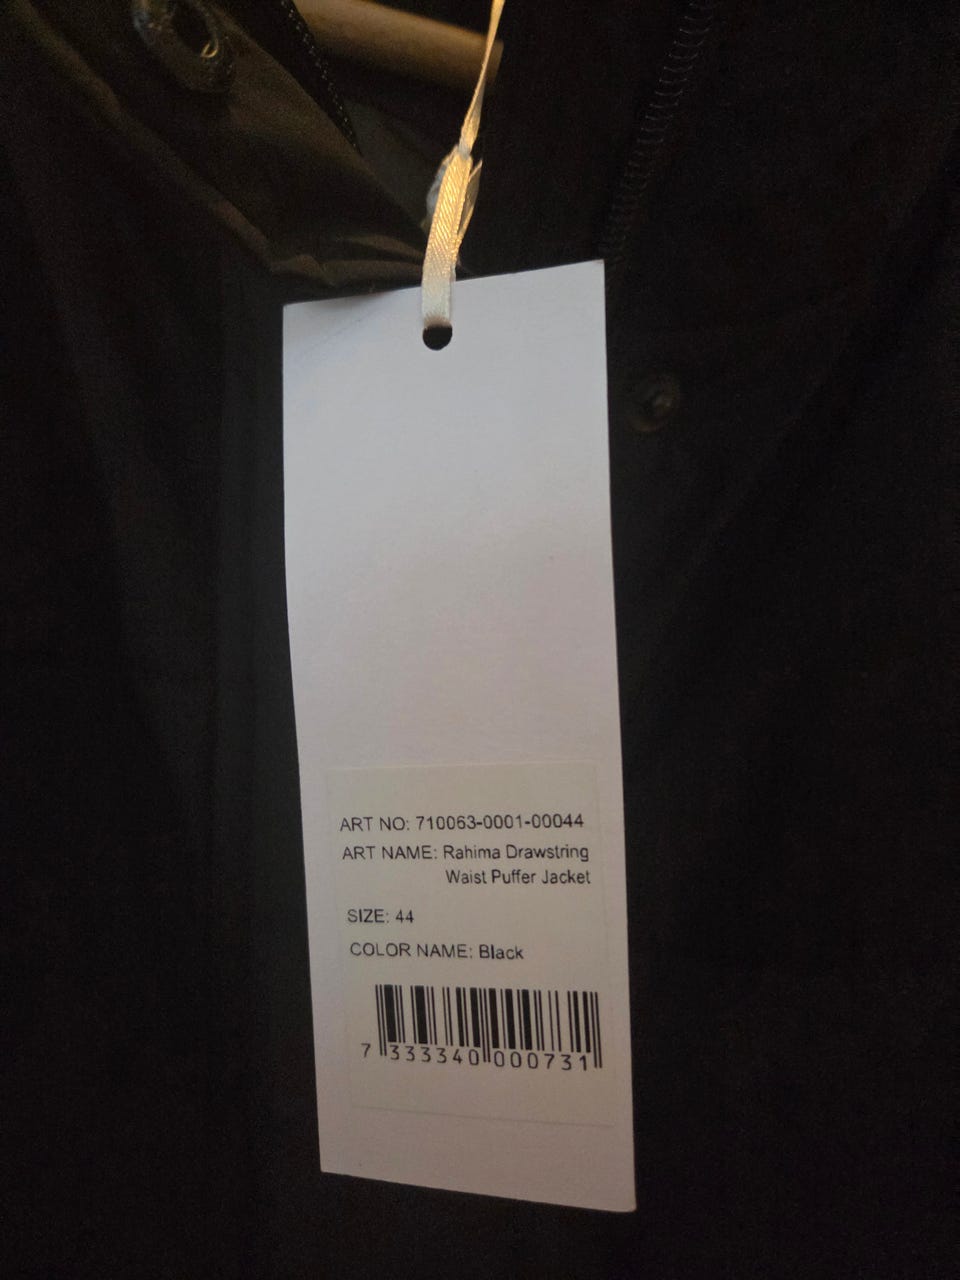 ART NO: 710063-0001-00044
ART NAME: Rahima Drawstring
Waist Puffer Jacket
SIZE: 44
COLOR NAME: Black
7 333340 000731